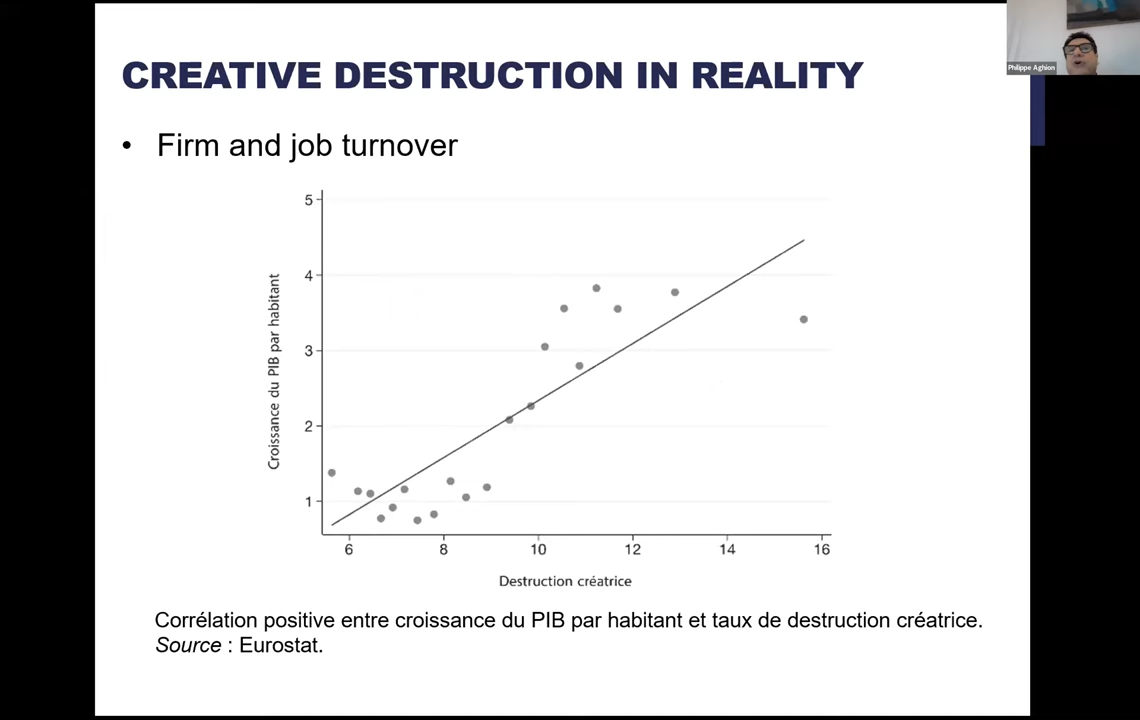 Philippe Aghion
CREATIVE DESTRUCTION IN REALITY
• Firm and job turnover
5
4
3
2
1
Croissance du PIB par habitant
6 8 10 12 14 16
Destruction créatrice
Corrélation positive entre croissance du PIB par habitant et taux de destruction créatrice.
Source : Eurostat.